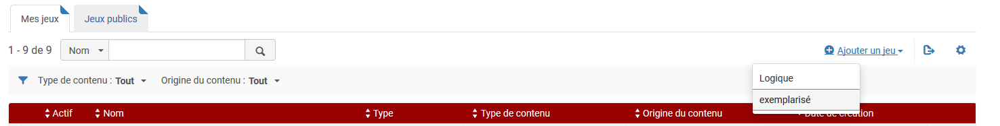 Mes jeux Jeux publics
1 - 9 de 9 Nom Ajouter un jeu
Type de contenu : Tout Origine du contenu : Tout
Logique
exemplarisé
Actif Nom Type Type de contenu Origine du contenu Date de création